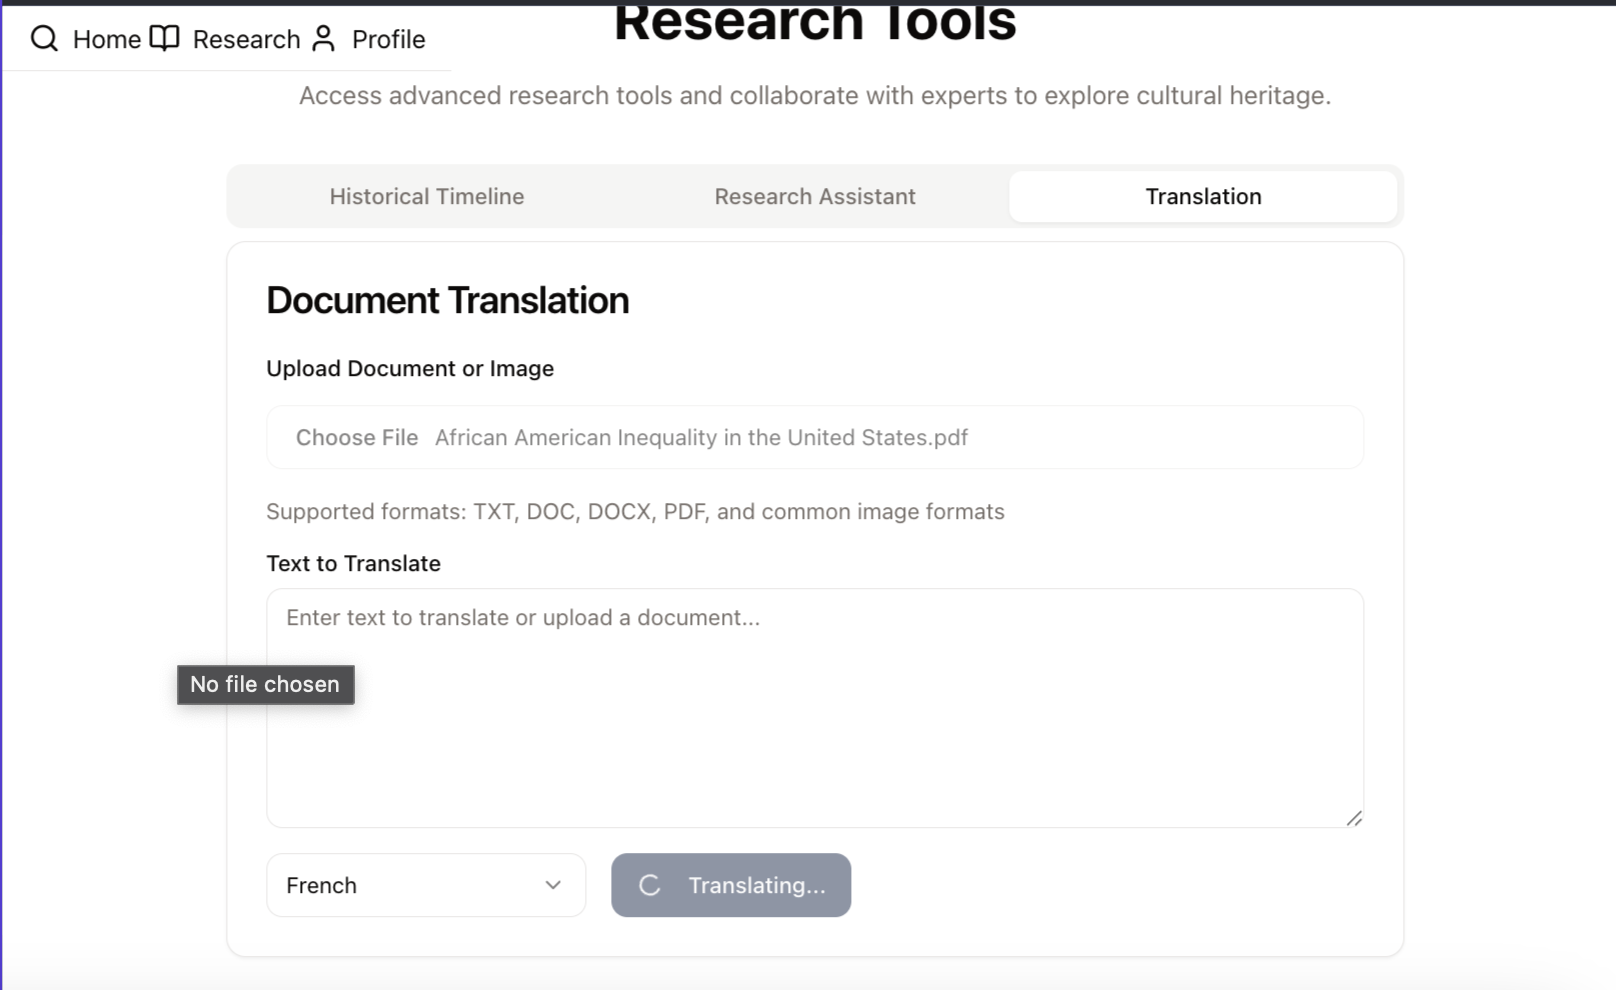 Research Tools
Home Research Profile
Access advanced research tools and collaborate with experts to explore cultural heritage.
Historical Timeline Research Assistant Translation
Document Translation
Upload Document or Image
Choose File African American Inequality in the United States.pdf
Supported formats: TXT, DOC, DOCX, PDF, and common image formats
Text to Translate
Enter text to translate or upload a document...
No file chosen
French Translating...